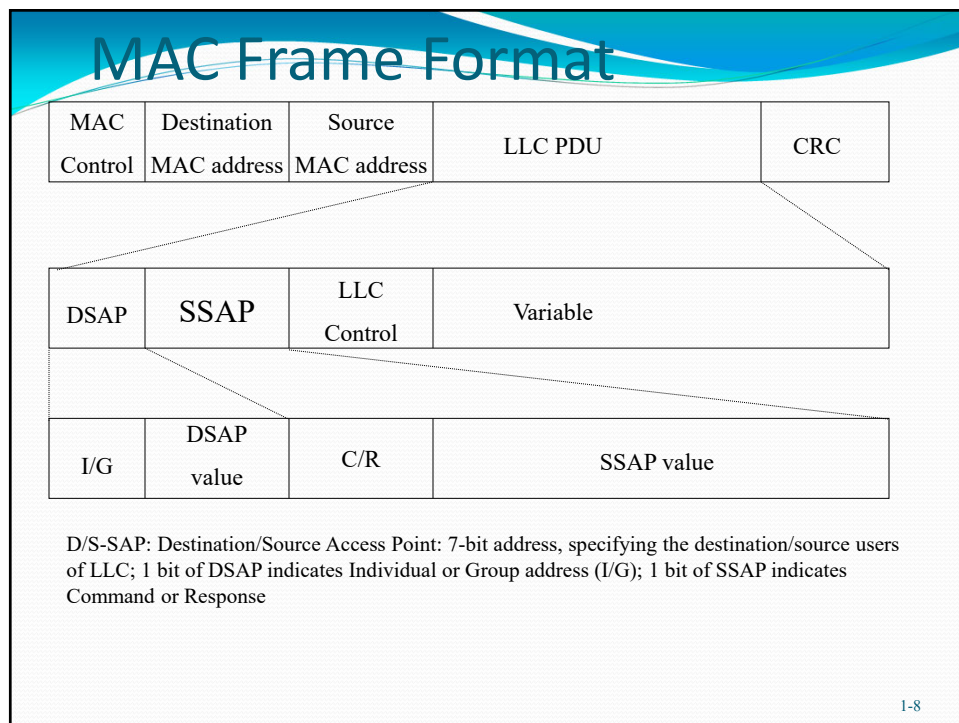 MAC Frame Format
MAC
Control
Destination
MAC address
Source
MAC address
LLC PDU
CRC
DSAP
SSAP
LLC
Control
Variable
I/G
DSAP
value
C/R
SSAP value
D/S-SAP: Destination/Source Access Point: 7-bit address, specifying the destination/source users
of LLC; 1 bit of DSAP indicates Individual or Group address (I/G); 1 bit of SSAP indicates
Command or Response
1-8